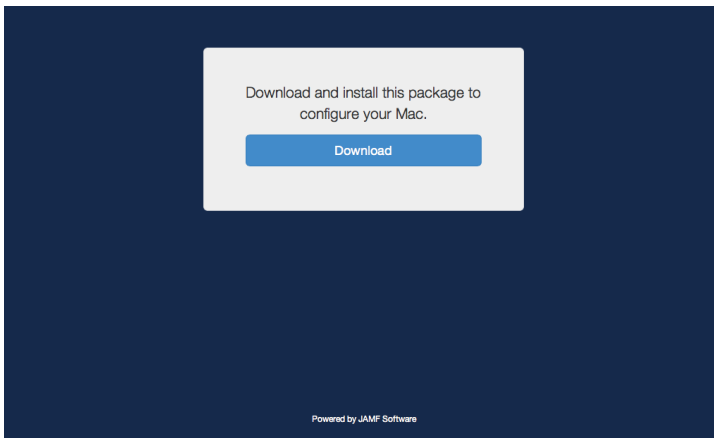 Download and install this package to
configure your Mac.
Download
Powered by JAMF Software